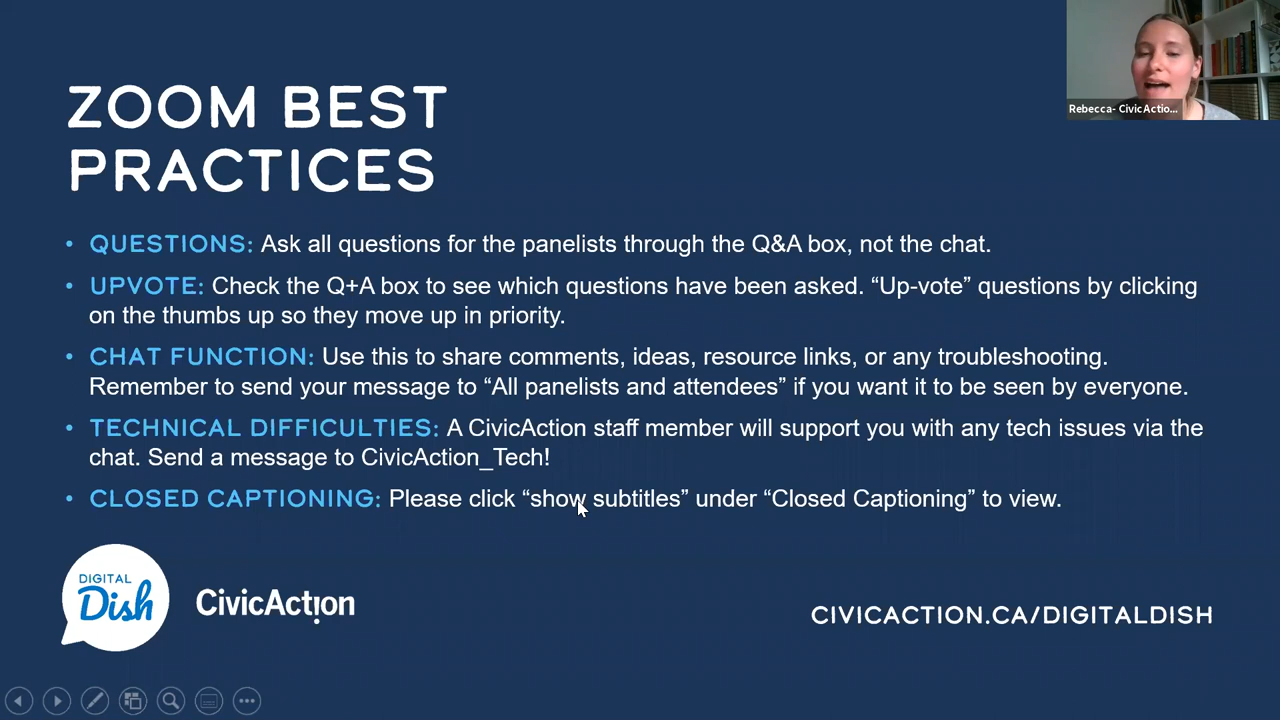 ZOOM BEST
PRACTICES
Rebecca- CivicActio...
• QUESTIONS: Ask all questions for the panelists through the Q&A box, not the chat.
• UPVOTE: Check the Q+A box to see which questions have been asked. “Up-vote” questions by clicking
on the thumbs up so they move up in priority.
• CHAT FUNCTION: Use this to share comments, ideas, resource links, or any troubleshooting.
Remember to send your message to “All panelists and attendees” if you want it to be seen by everyone.
• TECHNICAL DIFFICULTIES: A CivicAction staff member will support you with any tech issues via the
chat. Send a message to CivicAction_Tech!
• CLOSED CAPTIONING: Please click “show subtitles” under “Closed Captioning” to view.
DIGITAL
Dish
CivicAction
CIVICACTION.CA/DIGITALDISH